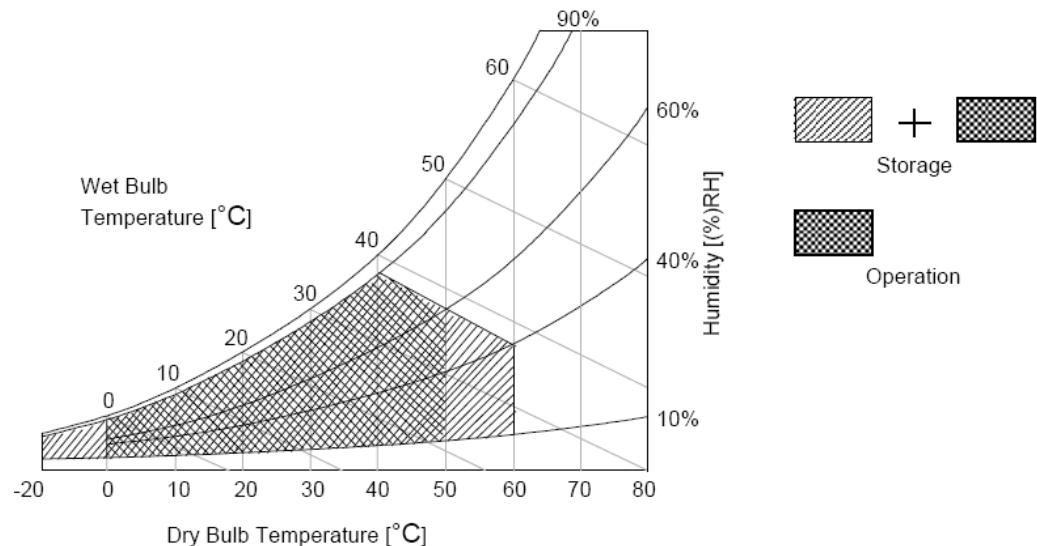 90%
60
60%
50
Wet Bulb
Temperature [°C]
40
40%
30
20
10
0
10%
Humidity [(%)RH]
-20 0 10 20 30 40 50 60 70 80
Dry Bulb Temperature [°C]
+
Storage
Operation